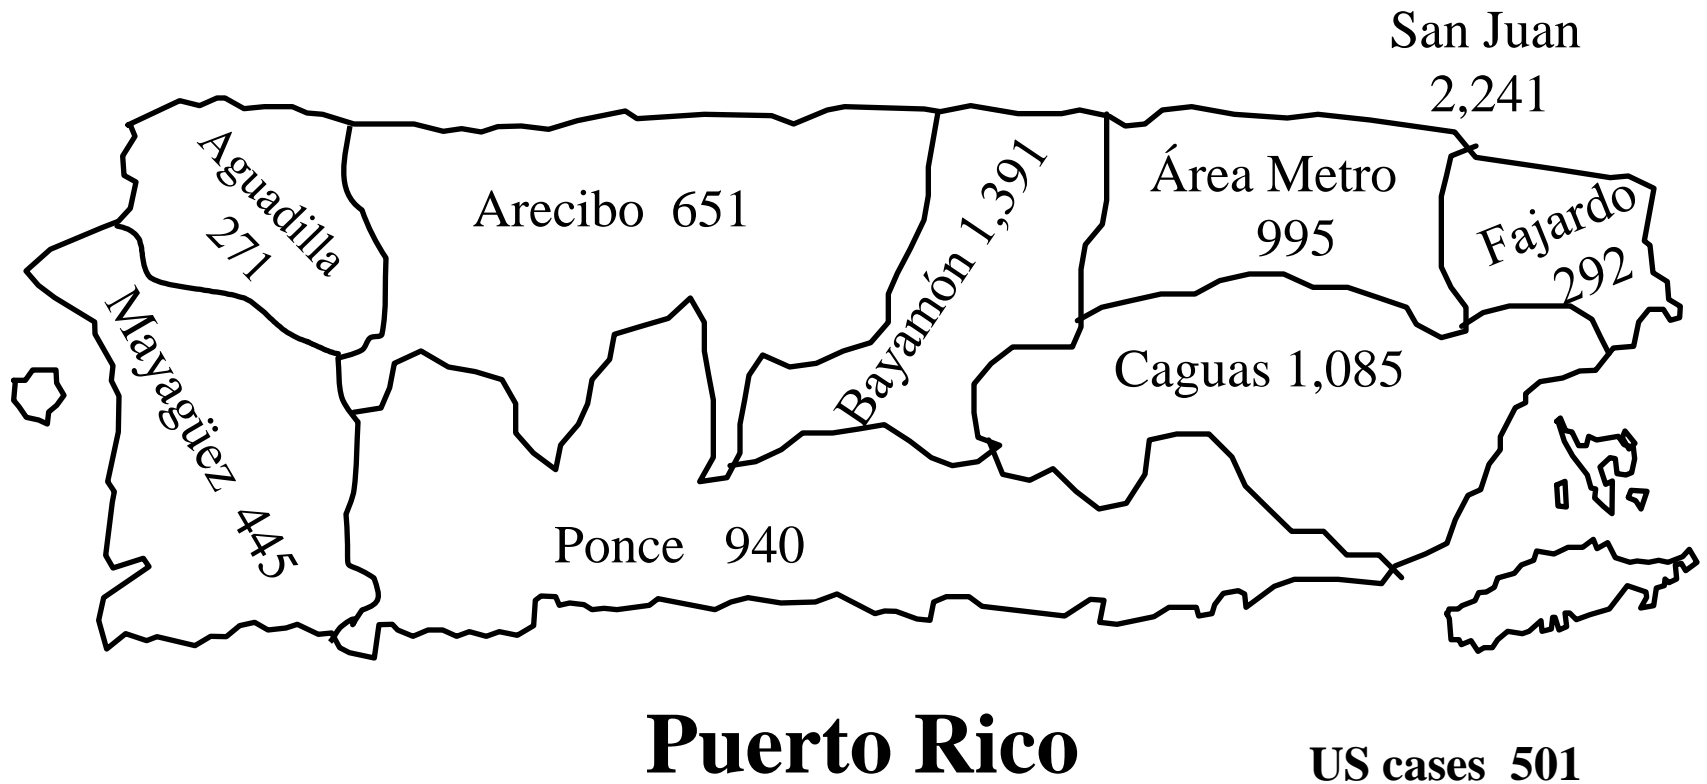 San Juan
2,241
Aguadilla
271
Arecibo 651
Bayamón 1,391
Área Metro
995
Fajardo
292
Mayagüez 445
Caguas 1,085
Ponce 940
Puerto Rico
US cases 501